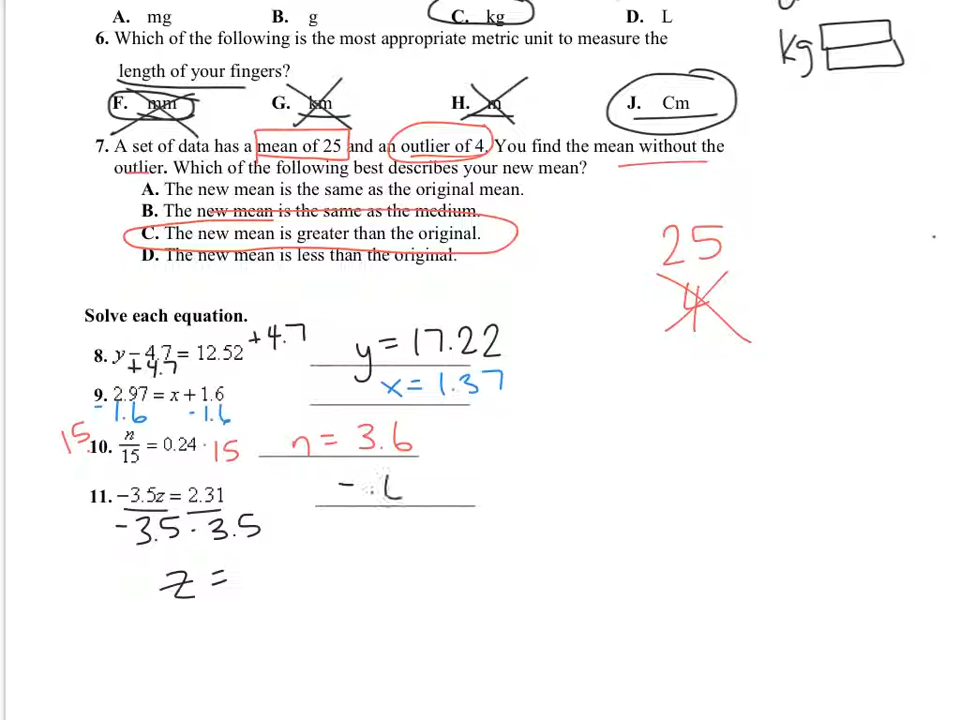 A. mg B. g C. kg D. L
6. Which of the following is the most appropriate metric unit to measure the
kg
length of your fingers?
F. mm G. km H. m J. Cm
7. A set of data has a mean of 25 and an outlier of 4. You find the mean without the
outlier. Which of the following best describes your new mean?
A. The new mean is the same as the original mean.
B. The new mean is the same as the medium.
C. The new mean is greater than the original.
D. The new mean is less than the original.
25
4
Solve each equation.
8. y – 4.7 = 12.52 +4.7 y = 17.22
+4.7
9. 2.97 = x + 1.6 x = 1.37
-1.6 -1.6
15. 10. n/15 = 0.24 · 15 n = 3.6
11. –3.5z = 2.31 -.
-3.5 -3.5
z =